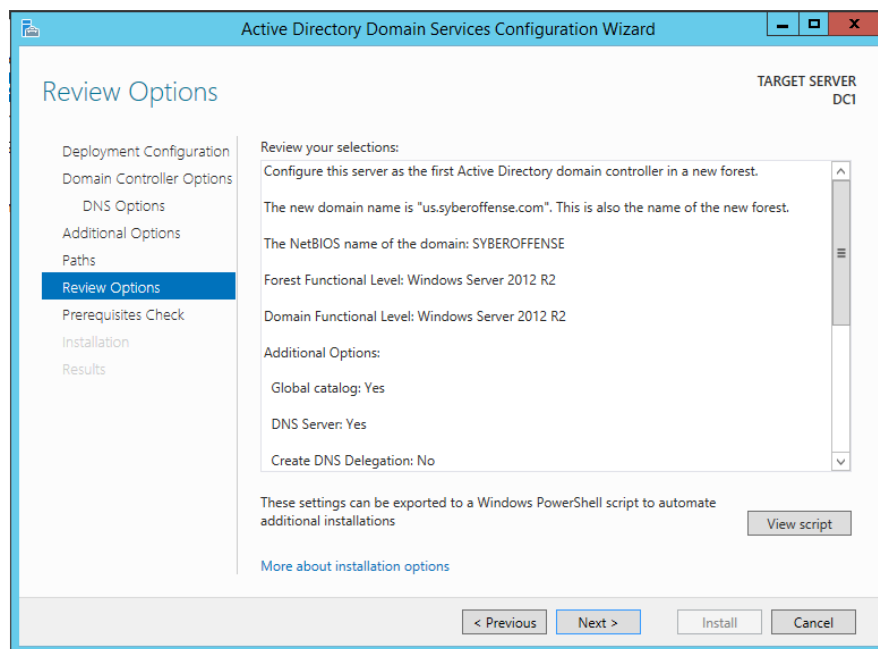 Active Directory Domain Services Configuration Wizard
Review Options
TARGET SERVER
DC1
Deployment Configuration
Domain Controller Options
DNS Options
Additional Options
Paths
Review Options
Prerequisites Check
Installation
Results
Review your selections:
Configure this server as the first Active Directory domain controller in a new forest.
The new domain name is "us.syberoffense.com". This is also the name of the new forest.
The NetBIOS name of the domain: SYBEROFFENSE
Forest Functional Level: Windows Server 2012 R2
Domain Functional Level: Windows Server 2012 R2
Additional Options:
Global catalog: Yes
DNS Server: Yes
Create DNS Delegation: No
These settings can be exported to a Windows PowerShell script to automate
additional installations
View script
More about installation options
< Previous
Next >
Install
Cancel